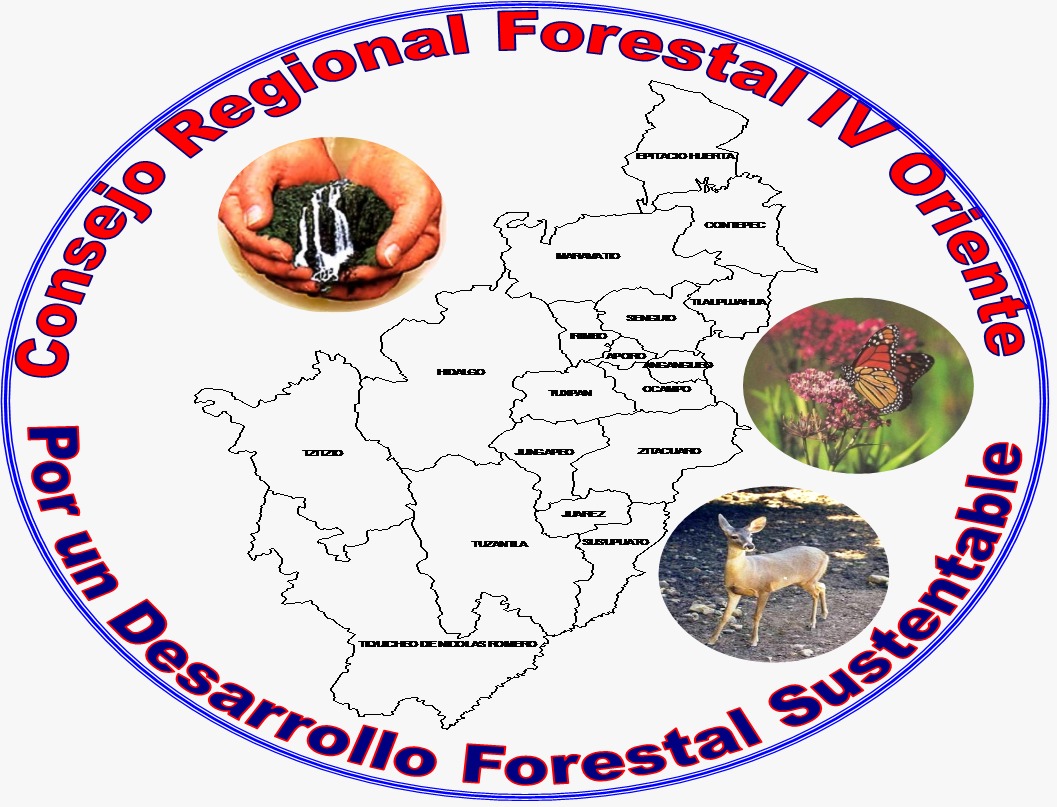 Consejo Regional Forestal IV Oriente
EPITACIO HUERTA
CONTEPEC
MARAVATIO
TLALPUJAHUA
SENGUIO
IRIMBO
APORO
ANGANGUEO
HIDALGO
OCAMPO
TUXPAN
TZITZIO
JUNGAPEO
ZITACUARO
JUAREZ
TUZANTLA
SUSUPUATO
TIQUICHEO DE NICOLAS ROMERO
Por un Desarrollo Forestal Sustentable